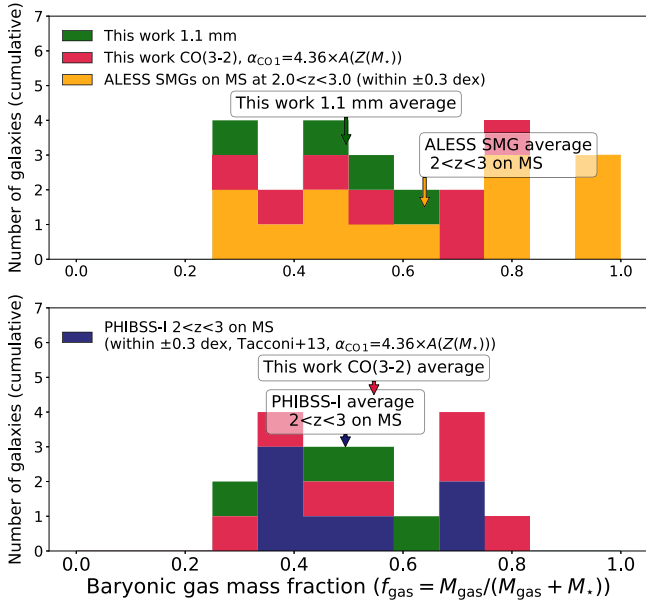 7
6
5
4
3
2
1
0
Number of galaxies (cumulative)
This work 1.1 mm
This work CO(3-2), α_CO1=4.36×A(Z(M⋆))
ALESS SMGs on MS at 2.0<z<3.0 (within ±0.3 dex)
This work 1.1 mm average
ALESS SMG average
2<z<3 on MS
0.0 0.2 0.4 0.6 0.8 1.0
7
6
5
4
3
2
1
0
Number of galaxies (cumulative)
PHIBSS-I 2<z<3 on MS
(within ±0.3 dex, Tacconi+13, α_CO1=4.36×A(Z(M⋆)))
This work CO(3-2) average
PHIBSS-I average
2<z<3 on MS
0.0 0.2 0.4 0.6 0.8 1.0
Baryonic gas mass fraction (f_gas = M_gas/(M_gas + M⋆))